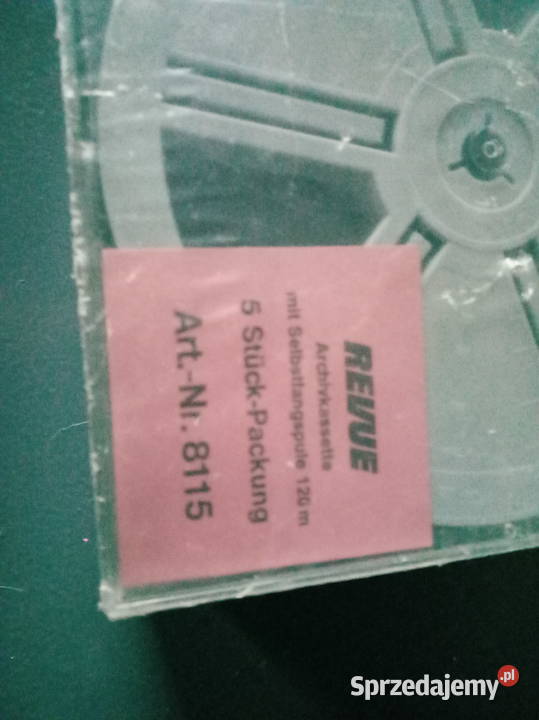 REVUE
Archivkassette
mit Selbstfangspule 120 m
5 Stück-Packung
Art.-Nr. 8115
Sprzedajemy.pl